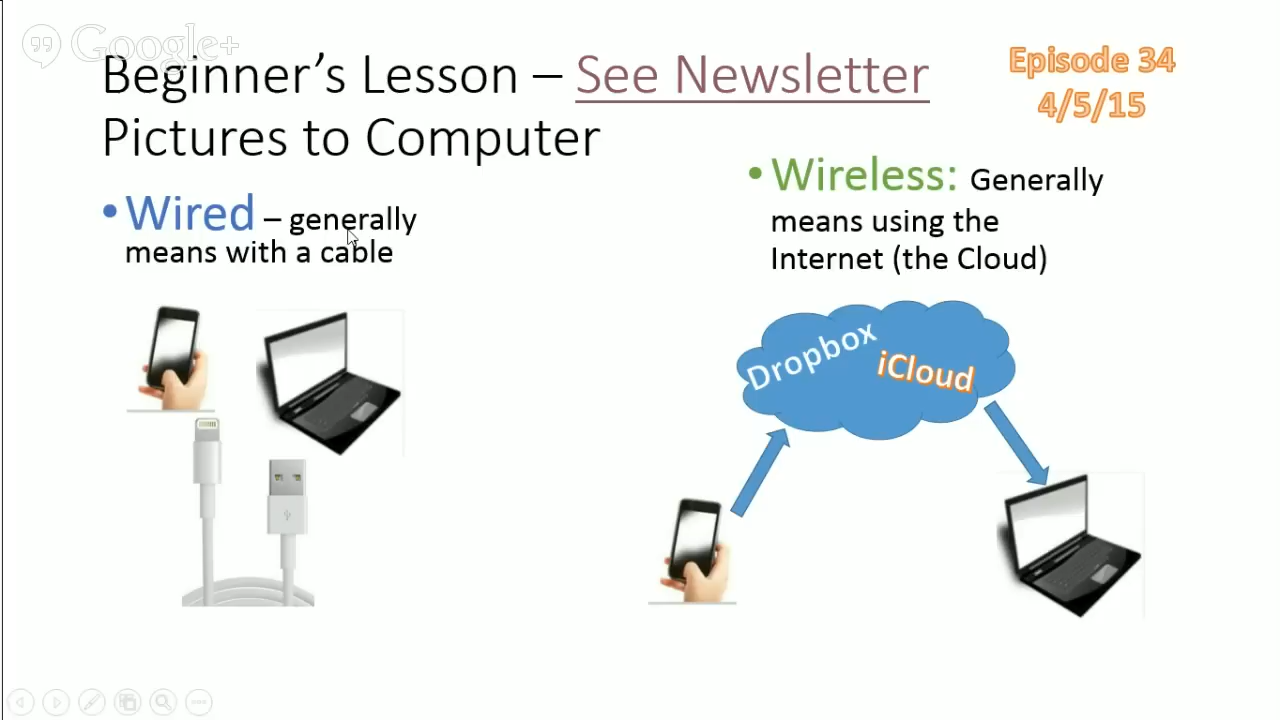 Google+
Beginner’s Lesson – See Newsletter
Pictures to Computer
Episode 34
4/5/15
• Wired – generally
means with a cable
• Wireless: Generally
means using the
Internet (the Cloud)
Dropbox
iCloud